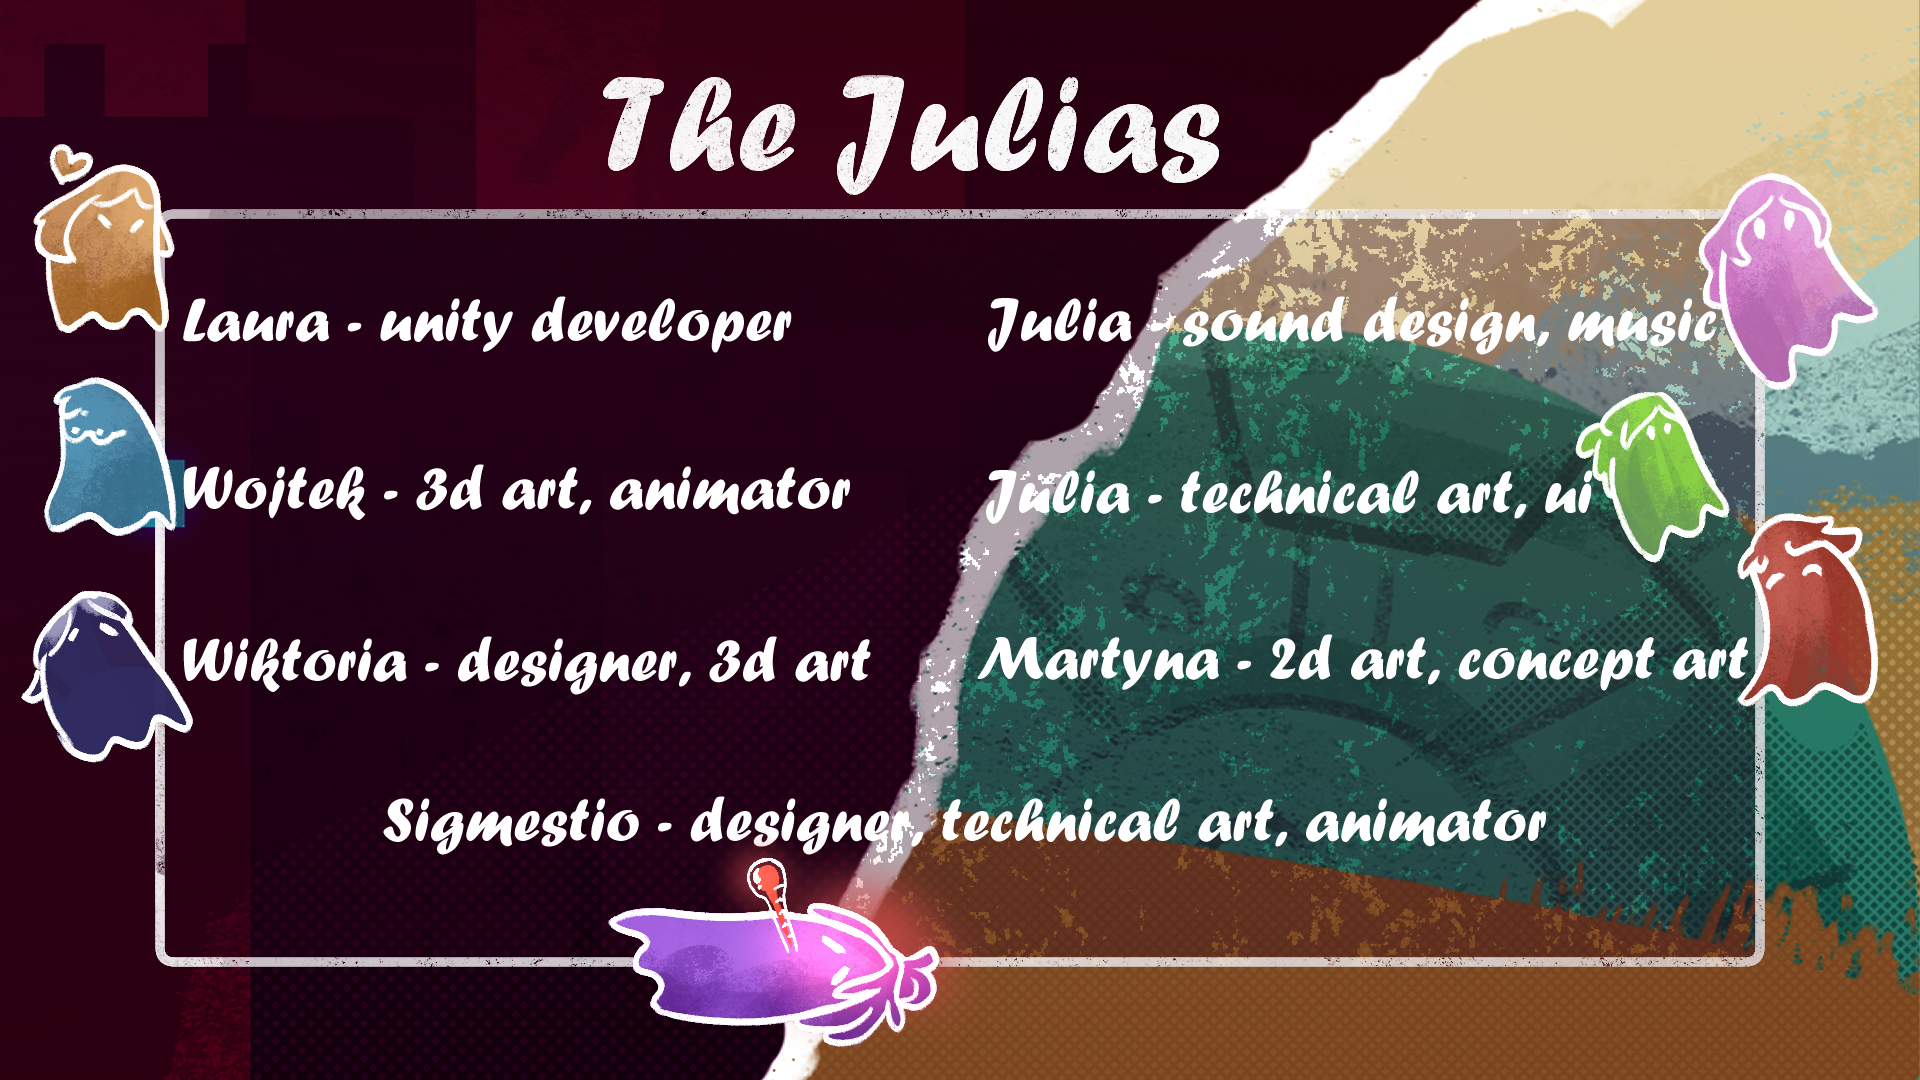 The Julias
Laura - unity developer
Julia - sound design, music
Wojtek - 3d art, animator
Julia - technical art, ui
Wiktoria - designer, 3d art
Martyna - 2d art, concept art
Sigmestio - designer, technical art, animator